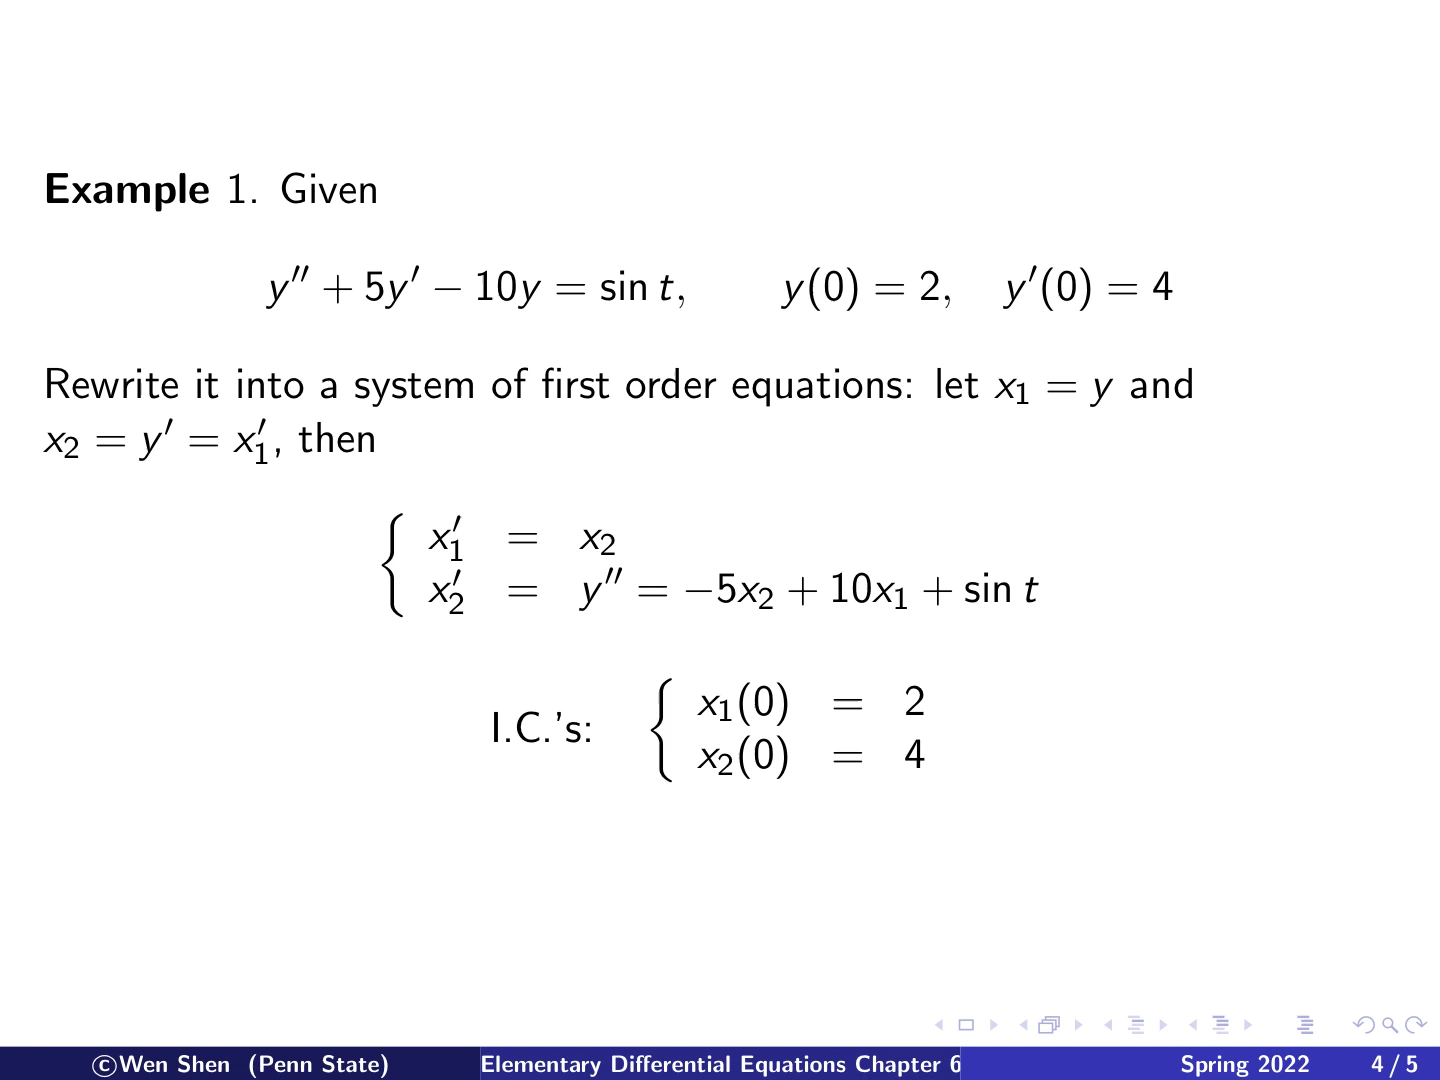 Example 1. Given
y′′ + 5y′ − 10y = sin t, y(0) = 2, y′(0) = 4
Rewrite it into a system of first order equations: let x₁ = y and
x₂ = y′ = x₁′, then
{ x₁′ = x₂
x₂′ = y′′ = −5x₂ + 10x₁ + sin t
I.C.'s: { x₁(0) = 2
x₂(0) = 4
©Wen Shen (Penn State) Elementary Differential Equations Chapter 6 Spring 2022 4 / 5